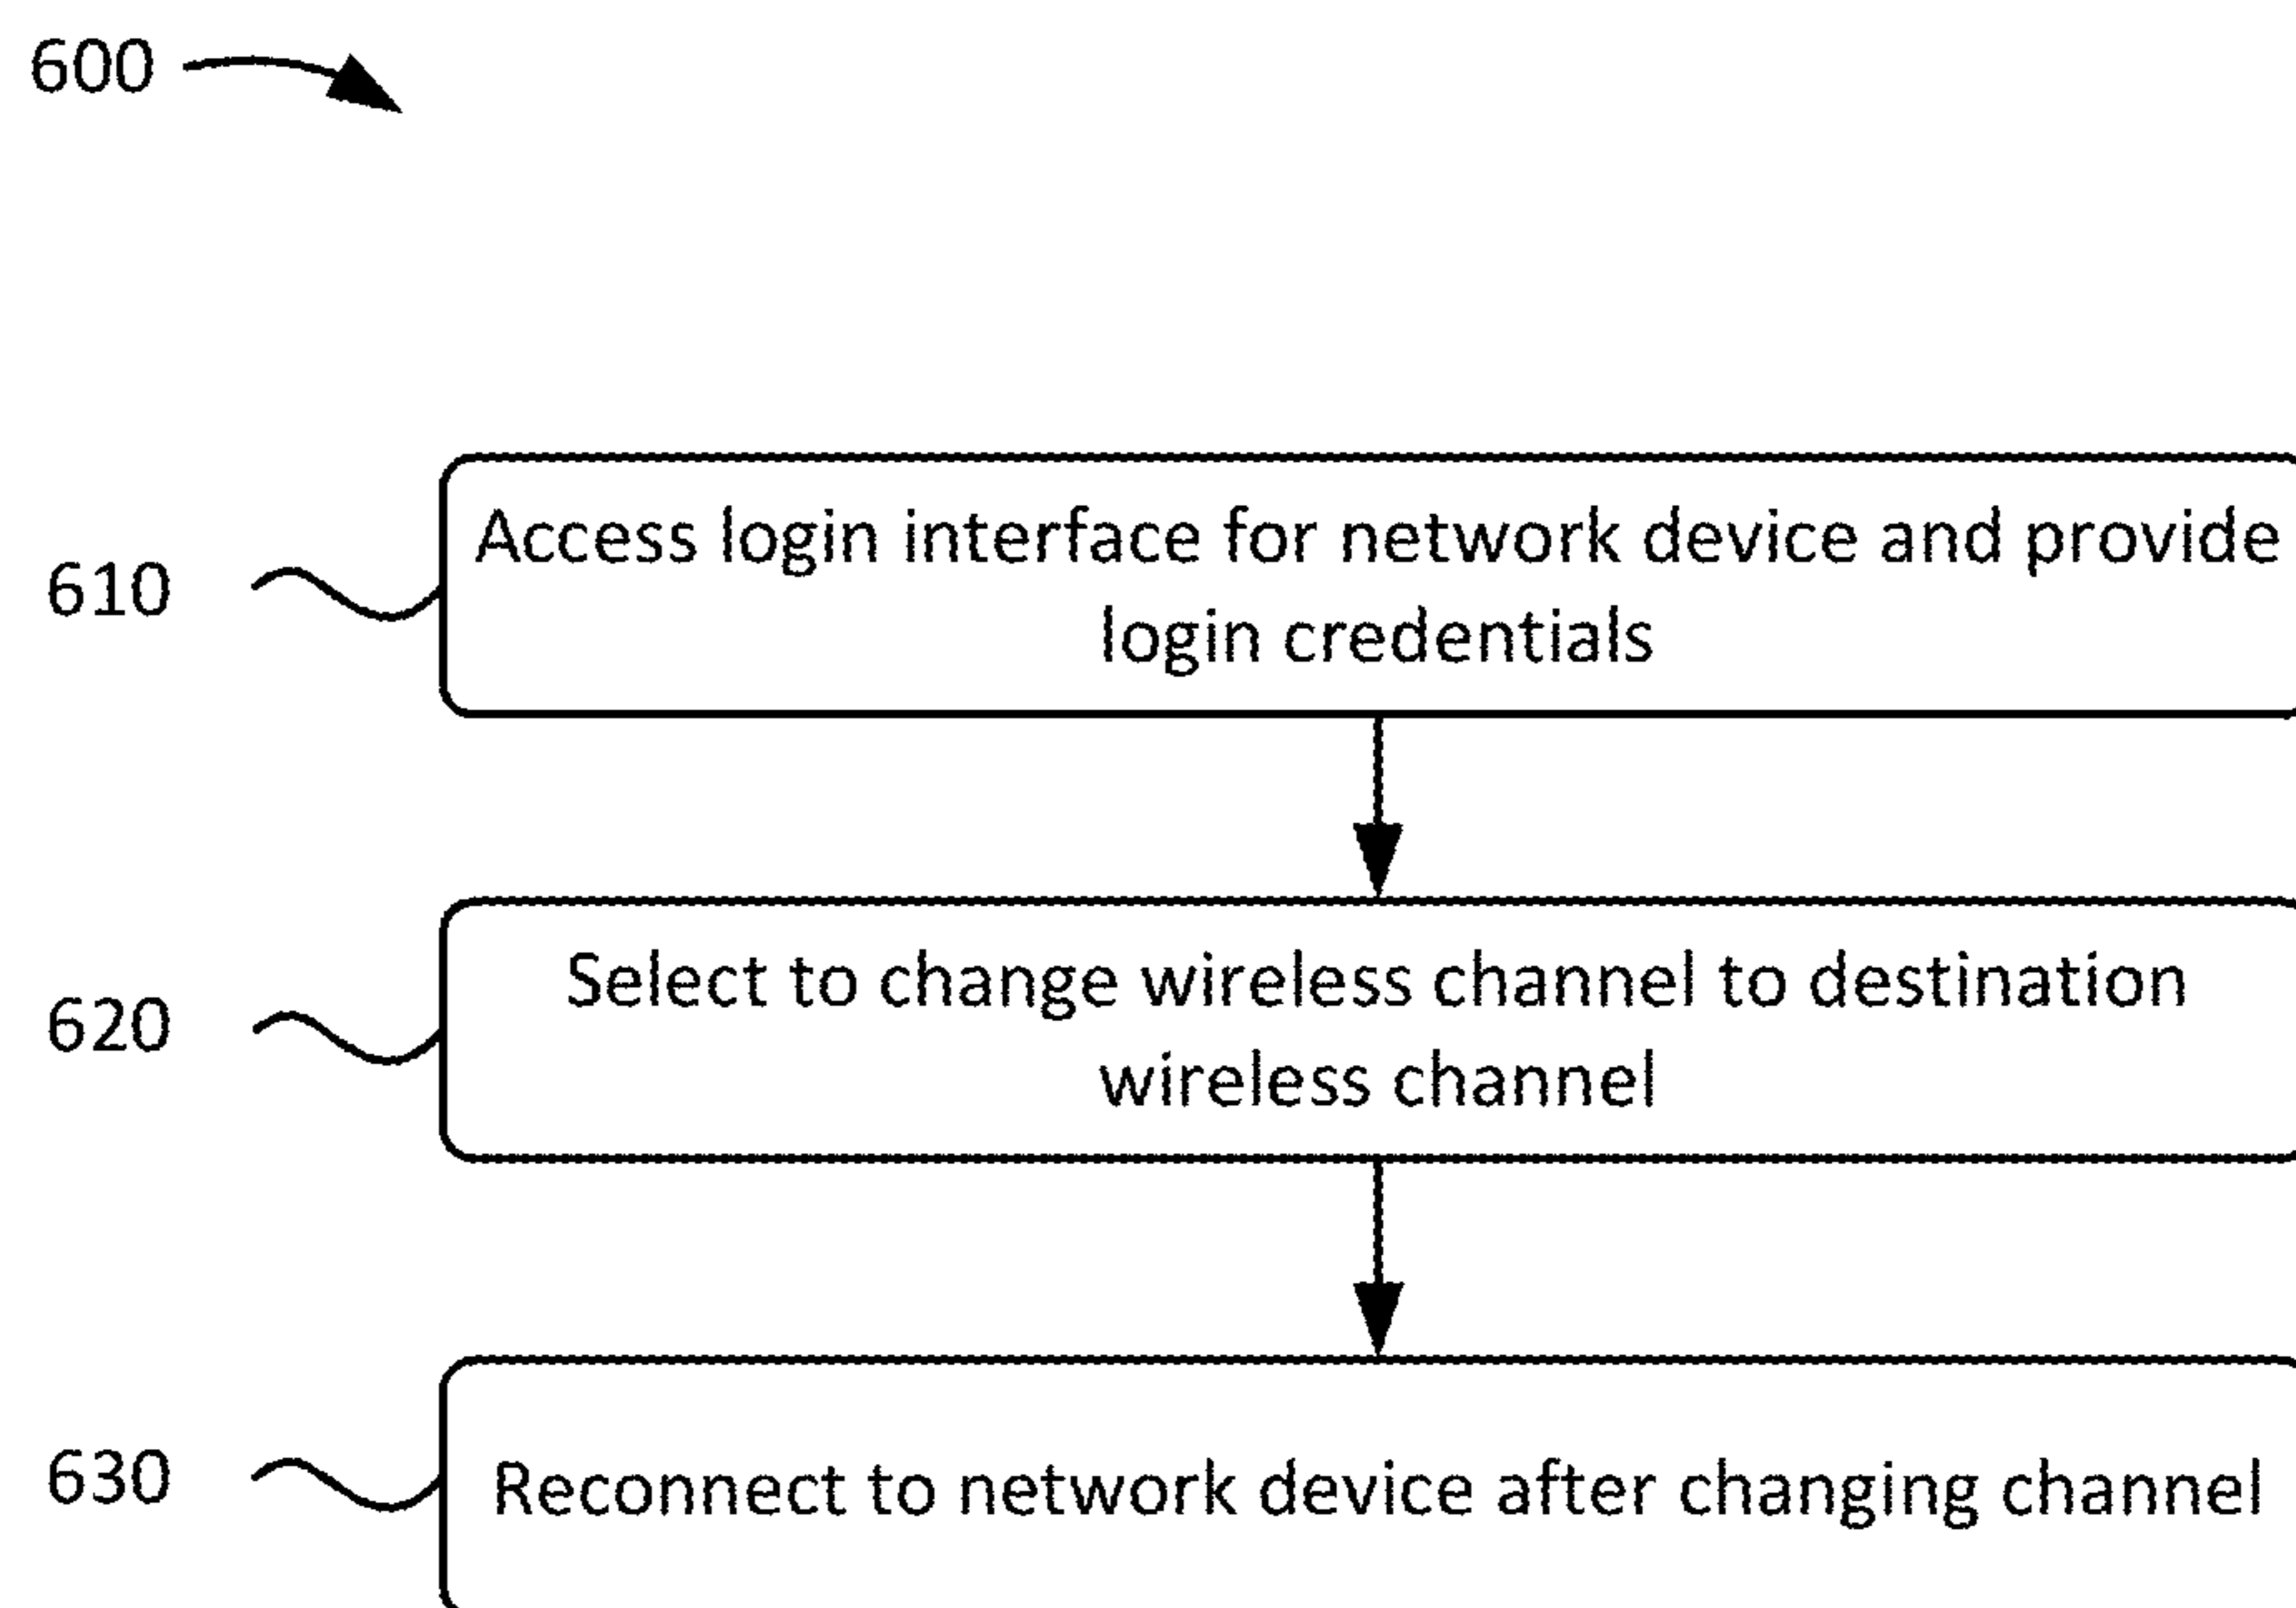 600
610
Access login interface for network device and provide
login credentials
620
Select to change wireless channel to destination
wireless channel
630
Reconnect to network device after changing channel